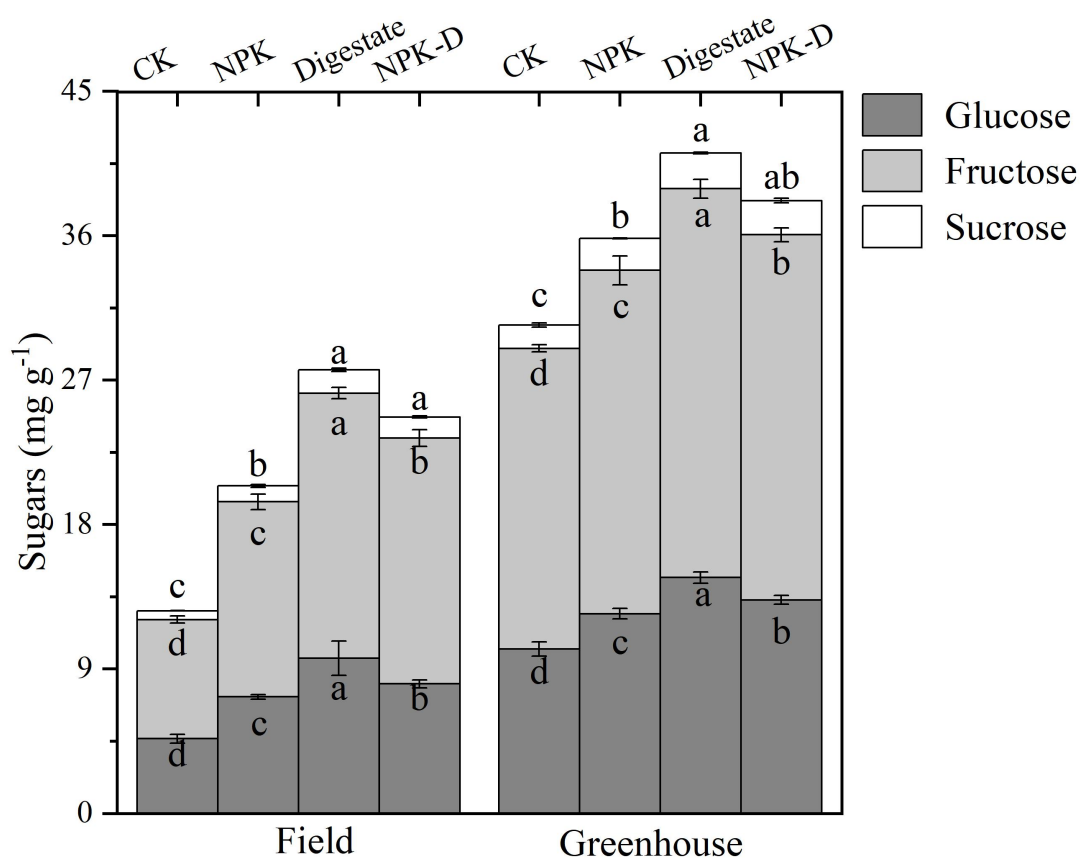 CK NPK Digestate NPK-D CK NPK Digestate NPK-D
45
36
27
18
9
0
Sugars (mg g⁻¹)
c
d
d
b
c
c
a
a
a
a
b
b
c
d
d
b
c
c
a
a
a
ab
b
b
Field Greenhouse
Glucose
Fructose
Sucrose